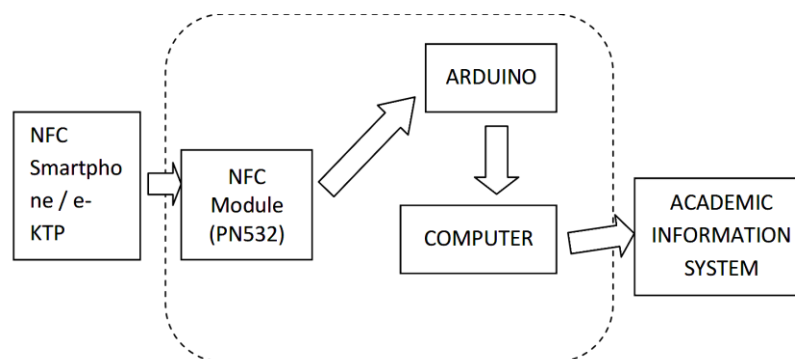 NFC
Smartpho
ne / e-
KTP
NFC
Module
(PN532)
ARDUINO
COMPUTER
ACADEMIC
INFORMATION
SYSTEM